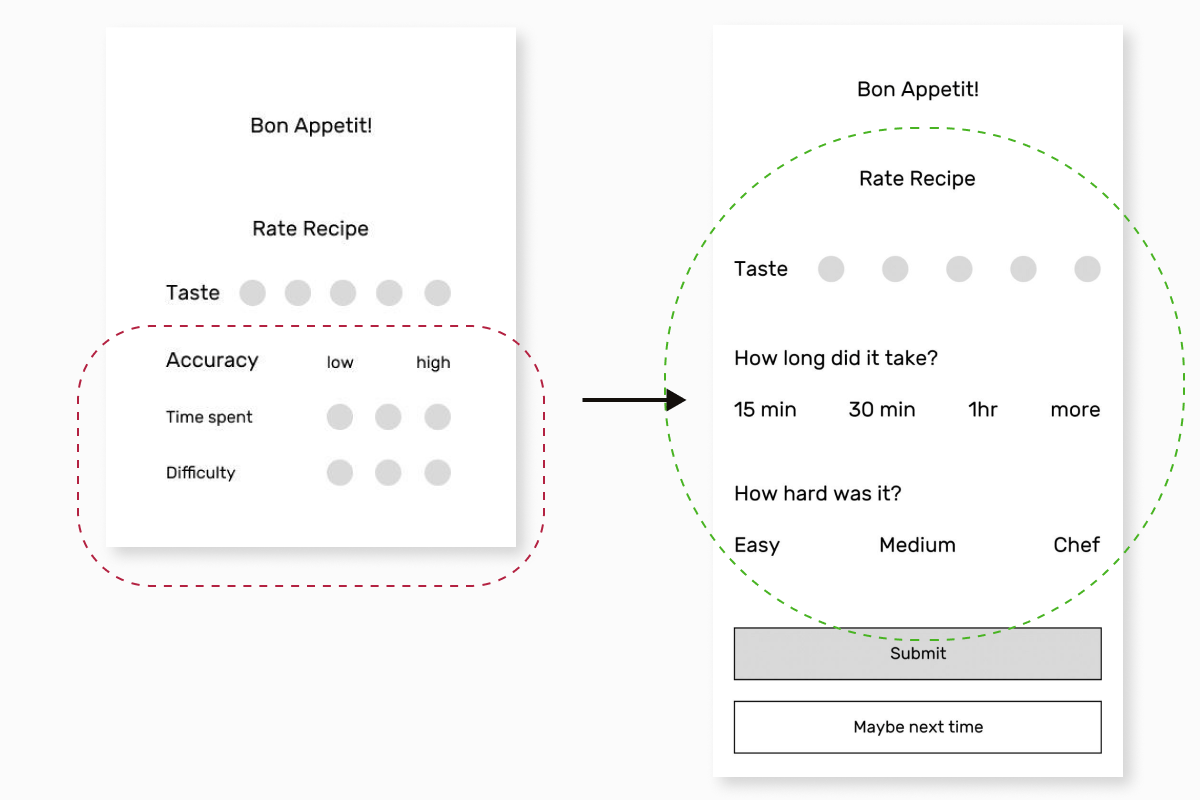 Bon Appetit!
Rate Recipe
Taste
Accuracy low high
Time spent
Difficulty
Bon Appetit!
Rate Recipe
Taste
How long did it take?
15 min 30 min 1hr more
How hard was it?
Easy Medium Chef
Submit
Maybe next time